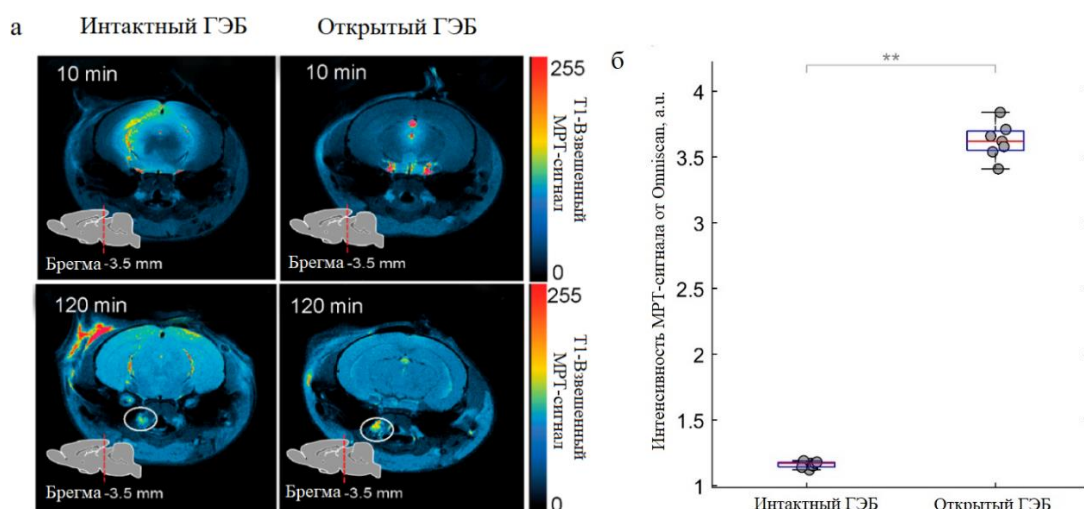 а
Интактный ГЭБ
Открытый ГЭБ
10 min
Брегма -3.5 mm
10 min
Брегма -3.5 mm
255
Т1-Взвешенный
МРТ-сигнал
0
120 min
Брегма -3.5 mm
120 min
Брегма -3.5 mm
255
Т1-Взвешенный
МРТ-сигнал
0
б
**
Интенсивность МРТ-сигнала от Omniscan, a.u.
4
3.5
3
2.5
2
1.5
1
Интактный ГЭБ
Открытый ГЭБ